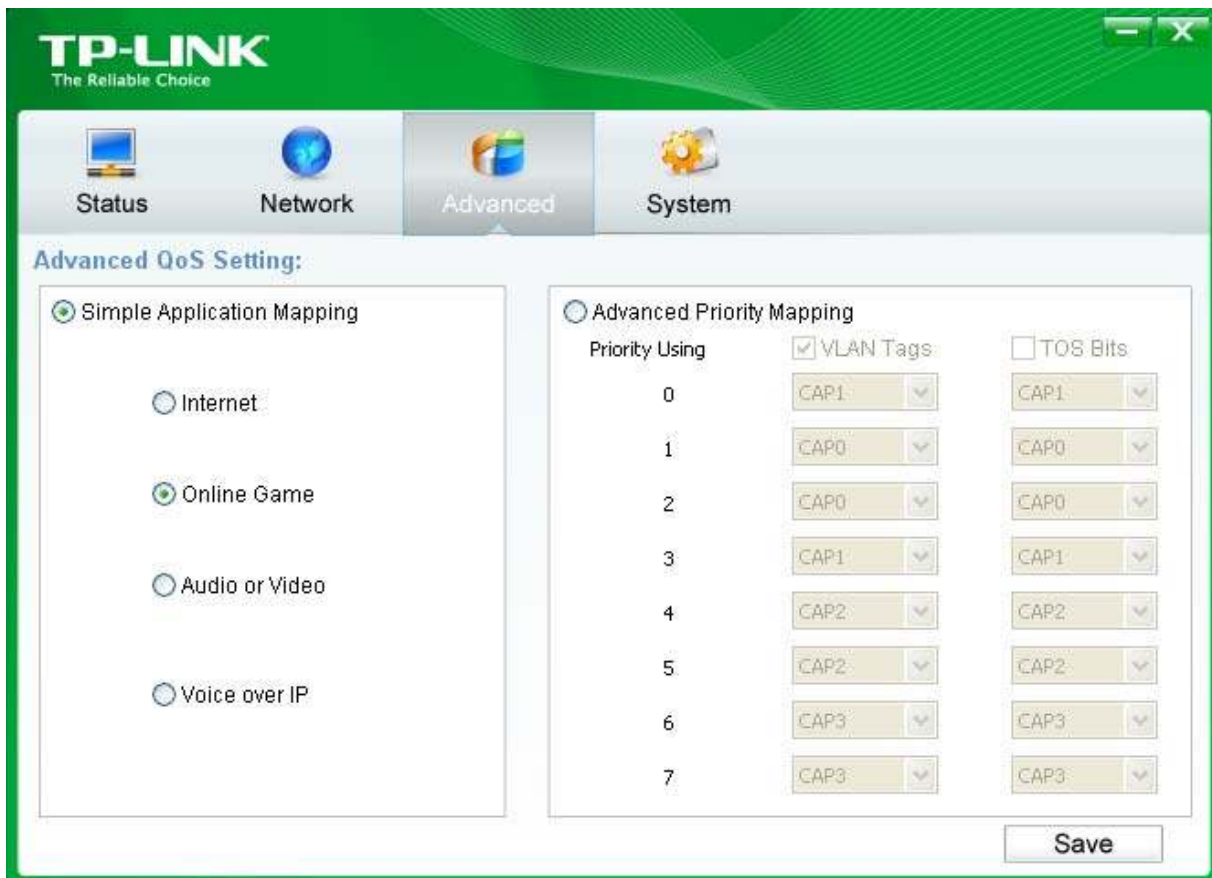 TP-LINK
The Reliable Choice
Status Network Advanced System
Advanced QoS Setting:
Simple Application Mapping
Internet
Online Game
Audio or Video
Voice over IP
Advanced Priority Mapping
Priority Using VLAN Tags TOS Bits
0 CAP1 CAP1
1 CAP0 CAP0
2 CAP0 CAP0
3 CAP1 CAP1
4 CAP2 CAP2
5 CAP2 CAP2
6 CAP3 CAP3
7 CAP3 CAP3
Save